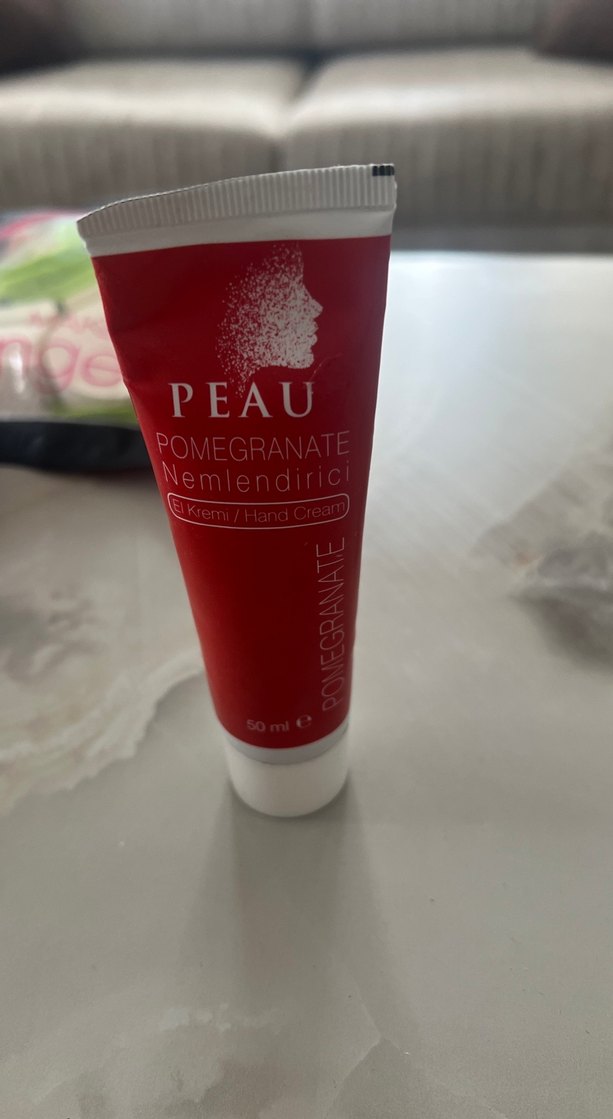 PEAU
POMEGRANATE
Nemlendirici
El Kremi / Hand Cream
POMEGRANATE
50 ml e